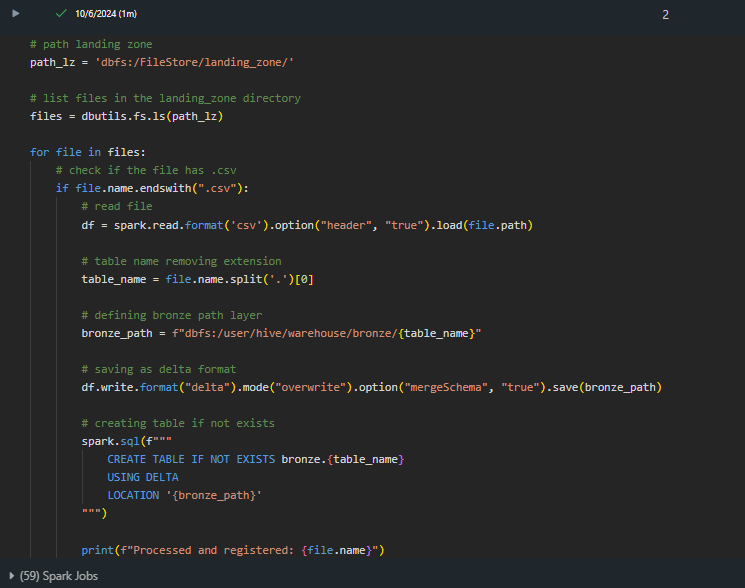 10/6/2024 (1m)
2
# path landing zone
path_lz = 'dbfs:/FileStore/landing_zone/'
# list files in the landing_zone directory
files = dbutils.fs.ls(path_lz)
for file in files:
    # check if the file has .csv
    if file.name.endswith(".csv"):
        # read file
        df = spark.read.format('csv').option("header", "true").load(file.path)
        # table name removing extension
        table_name = file.name.split('.')[0]
        # defining bronze path layer
        bronze_path = f"dbfs:/user/hive/warehouse/bronze/{table_name}"
        # saving as delta format
        df.write.format("delta").mode("overwrite").option("mergeSchema", "true").save(bronze_path)
        # creating table if not exists
        spark.sql(f"""
            CREATE TABLE IF NOT EXISTS bronze.{table_name}
            USING DELTA
            LOCATION '{bronze_path}'
        """)
        print(f"Processed and registered: {file.name}")
(59) Spark Jobs